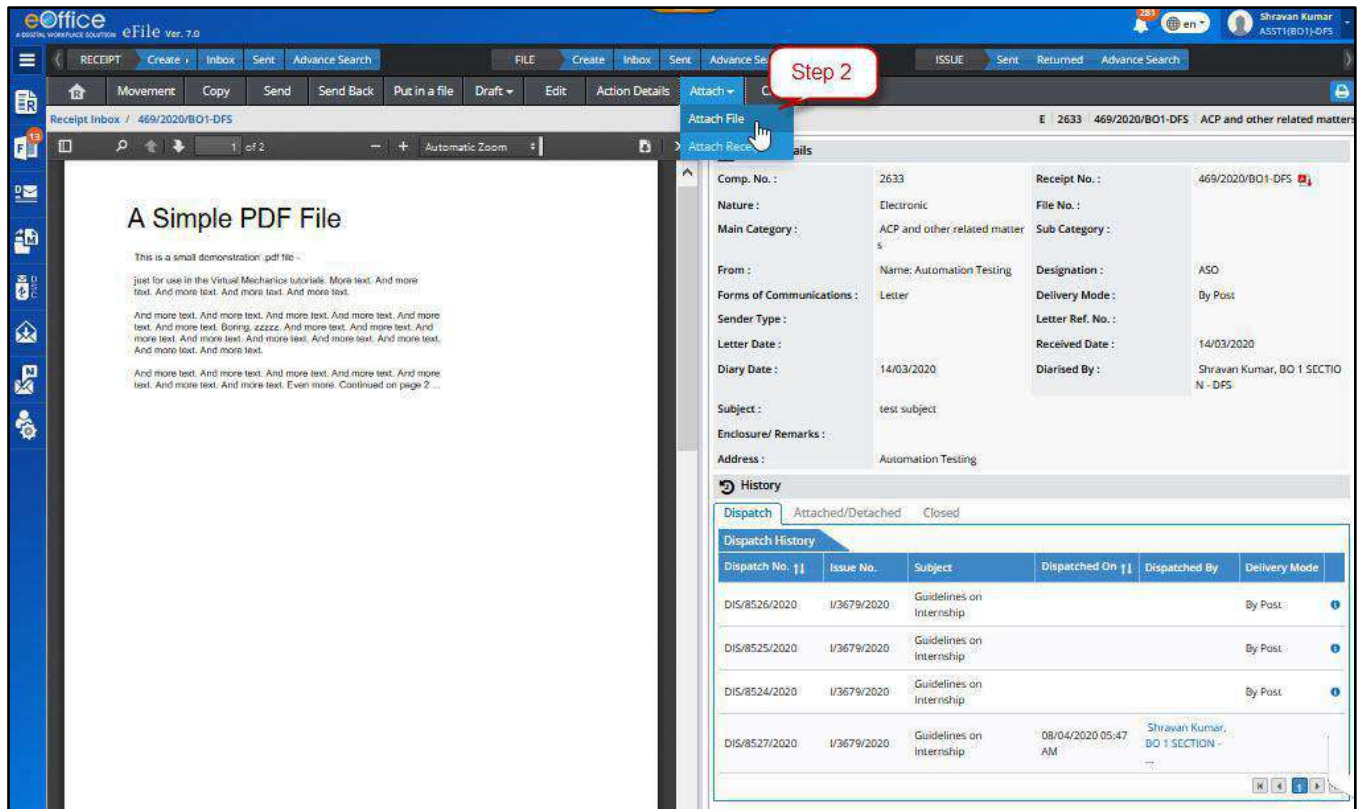 eOffice
A DIGITAL WORKPLACE SOLUTION eFile Ver. 7.0
281
en
Shravan Kumar
ASST1(BO1)-DFS
RECEIPT Create Inbox Sent Advance Search FILE Create Inbox Sent Advance Se ISSUE Sent Returned Advance Search
Step 2
Movement Copy Send Send Back Put in a file Draft Edit Action Details Attach C
Receipt Inbox / 469/2020/BO1-DFS
Attach File
E 2633 469/2020/BO1-DFS ACP and other related matters
13
1 of 2 - + Automatic Zoom
Attach Rece ails
Comp. No. : 2633 Receipt No. : 469/2020/BO1-DFS
Nature : Electronic File No. :
Main Category : ACP and other related matter
s Sub Category :
From : Name: Automation Testing Designation : ASO
Forms of Communications : Letter Delivery Mode : By Post
Sender Type : Letter Ref. No. :
Letter Date : Received Date : 14/03/2020
Diary Date : 14/03/2020 Diarised By : Shravan Kumar, BO 1 SECTIO
N - DFS
Subject : test subject
Enclosure/ Remarks :
Address : Automation Testing
A Simple PDF File
This is a small demonstration .pdf file -
just for use in the Virtual Mechanics tutorials. More text. And more
text. And more text. And more text. And more text.
And more text. And more text. And more text. And more text. And more
text. And more text. Boring, zzzzz. And more text. And more text. And
more text. And more text. And more text. And more text. And more text.
And more text. And more text.
And more text. And more text. And more text. And more text. And more
text. And more text. And more text. Even more. Continued on page 2 ...
History
Dispatch Attached/Detached Closed
Dispatch History
Dispatch No. Issue No. Subject Dispatched On Dispatched By Delivery Mode
DIS/8526/2020 I/3679/2020 Guidelines on
Internship By Post
DIS/8525/2020 I/3679/2020 Guidelines on
Internship By Post
DIS/8524/2020 I/3679/2020 Guidelines on
Internship By Post
DIS/8527/2020 I/3679/2020 Guidelines on
Internship 08/04/2020 05:47
AM Shravan Kumar,
BO 1 SECTION -
...
1